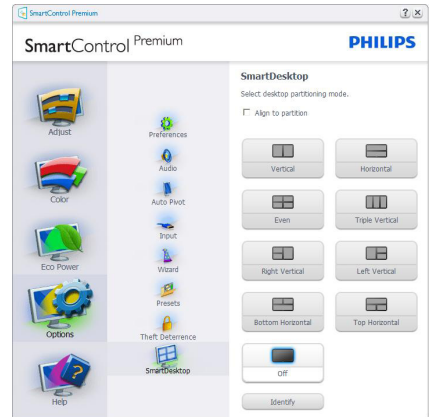 SmartControl Premium
SmartControl Premium
PHILIPS
Adjust
Color
Eco Power
Options
Help
Preferences
Audio
Auto Pivot
Input
Wizard
Presets
Theft Deterrence
SmartDesktop
SmartDesktop
Select desktop partitioning mode.
Align to partition
Vertical
Horizontal
Even
Triple Vertical
Right Vertical
Left Vertical
Bottom Horizontal
Top Horizontal
Off
Identify